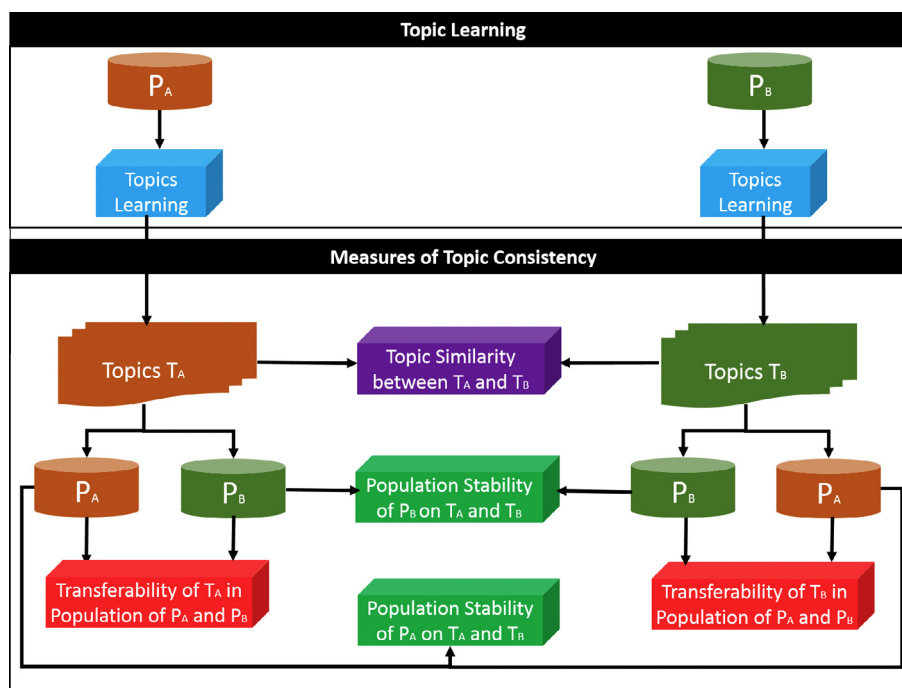 Topic Learning
PA
PB
Topics
Learning
Topics
Learning
Measures of Topic Consistency
Topics TA
Topic Similarity
between TA and TB
Topics TB
PA
PB
Population Stability
of PB on TA and TB
PB
PA
Transferability of TA in
Population of PA and PB
Population Stability
of PA on TA and TB
Transferability of TB in
Population of PA and PB